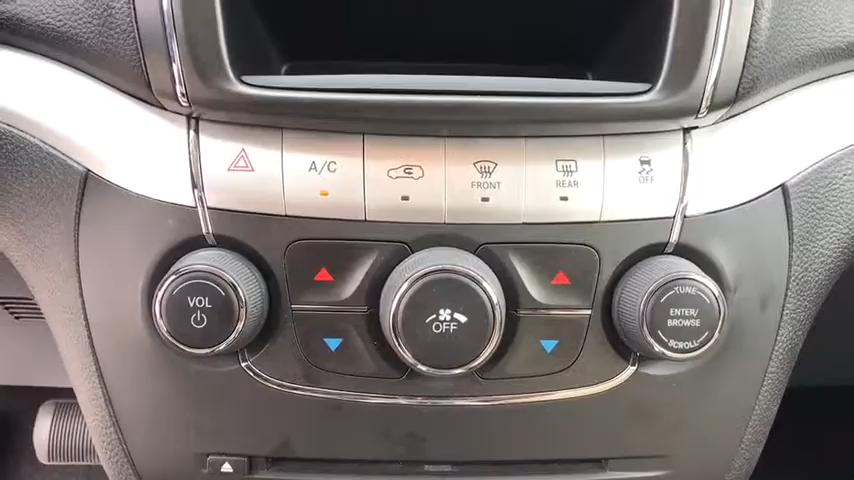 A/C
FRONT
REAR
OFF
VOL
OFF
TUNE
ENTER/
BROWSE
SCROLL